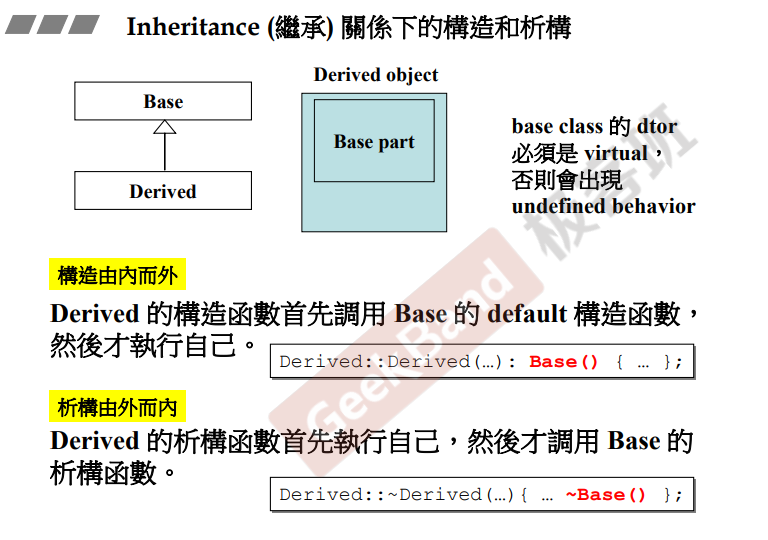 Inheritance (繼承) 關係下的構造和析構
Base
Derived
Derived object
Base part
base class 的 dtor
必須是 virtual，
否則會出現
undefined behavior
構造由內而外
Derived 的構造函數首先調用 Base 的 default 構造函數，
然後才執行自己。
Derived::Derived(…): Base() { … };
析構由外而內
Derived 的析構函數首先執行自己，然後才調用 Base 的
析構函數。
Derived::~Derived(…){ … ~Base() };
GeekBand 极客班